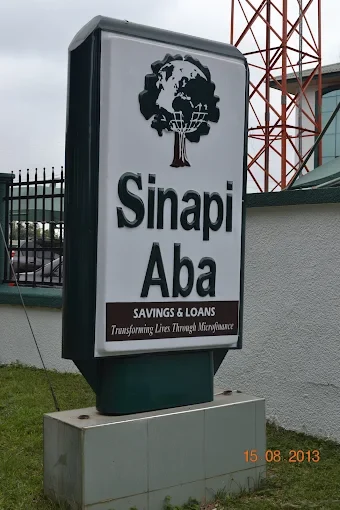 Sinapi
Aba
SAVINGS & LOANS
Transforming Lives Through Microfinance
15 08 2013